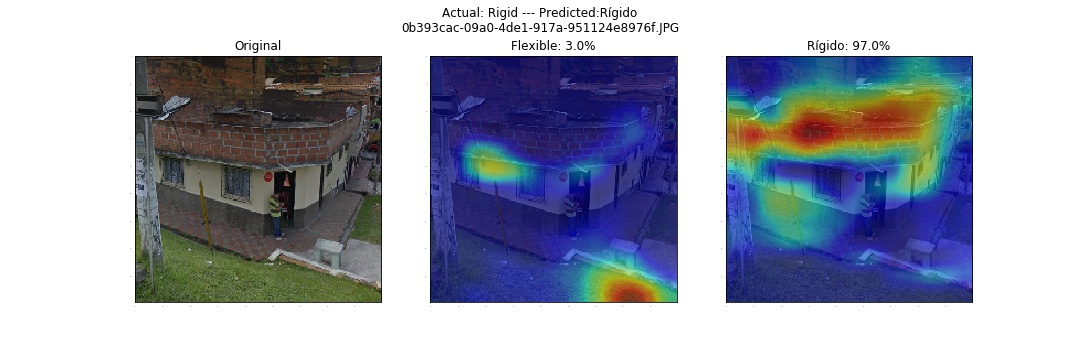 Actual: Rigid --- Predicted:Rígido
0b393cac-09a0-4de1-917a-951124e8976f.JPG
Original
Flexible: 3.0%
Rígido: 97.0%